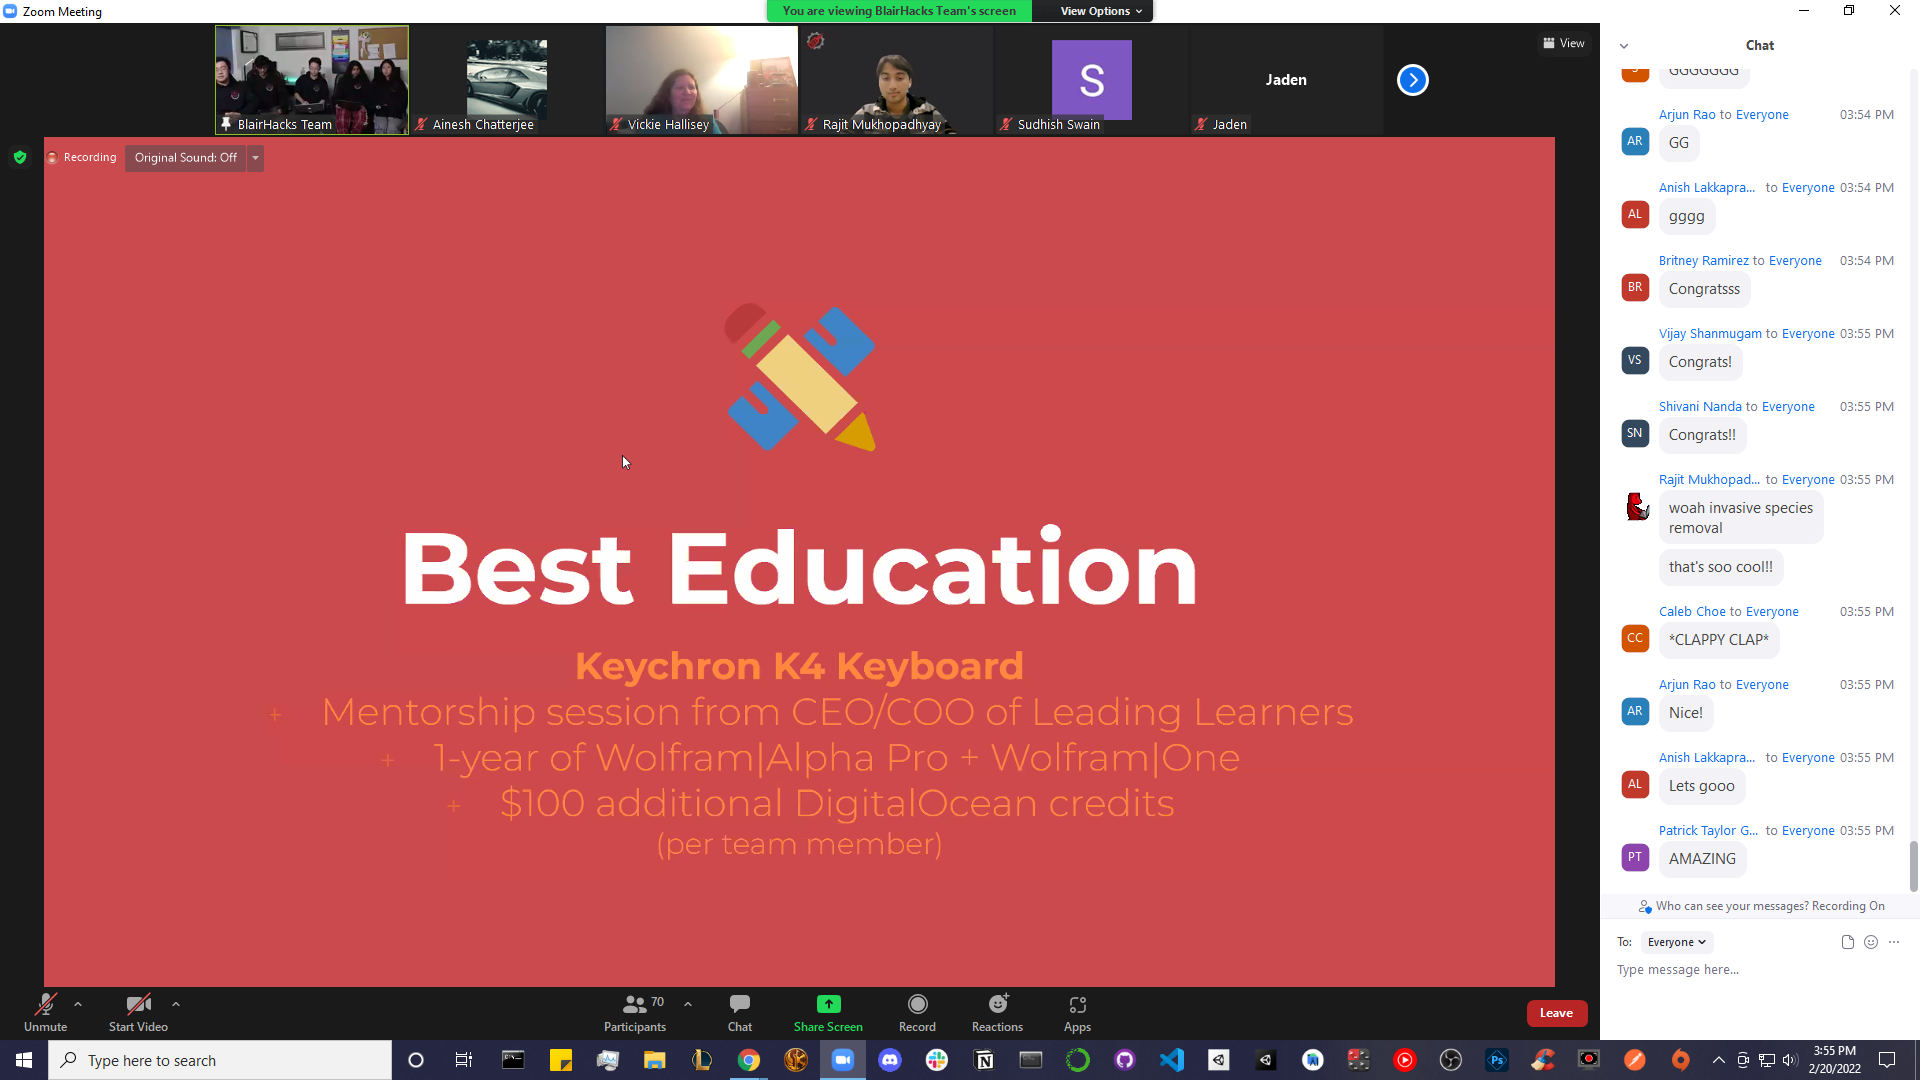 Zoom Meeting
You are viewing BlairHacks Team's screen
View Options
View
BlairHacks Team
Ainesh Chatterjee
Vickie Hallisey
Rajit Mukhopadhyay
S
Sudhish Swain
Jaden
Jaden
Recording
Original Sound: Off
Best Education
Keychron K4 Keyboard
+ Mentorship session from CEO/COO of Leading Learners
+ 1-year of Wolfram|Alpha Pro + Wolfram|One
+ $100 additional DigitalOcean credits
(per team member)
Chat
GGGGGGG
Arjun Rao to Everyone 03:54 PM
AR
GG
Anish Lakkapra... to Everyone 03:54 PM
AL
gggg
Britney Ramirez to Everyone 03:54 PM
BR
Congratsss
Vijay Shanmugam to Everyone 03:55 PM
VS
Congrats!
Shivani Nanda to Everyone 03:55 PM
SN
Congrats!!
Rajit Mukhopad... to Everyone 03:55 PM
woah invasive species
removal
that's soo cool!!
Caleb Choe to Everyone 03:55 PM
CC
*CLAPPY CLAP*
Arjun Rao to Everyone 03:55 PM
AR
Nice!
Anish Lakkapra... to Everyone 03:55 PM
AL
Lets gooo
Patrick Taylor G... to Everyone 03:55 PM
PT
AMAZING
Who can see your messages? Recording On
To: Everyone
Type message here...
Unmute
Start Video
Participants
70
Chat
Share Screen
Record
Reactions
Apps
Leave
Type here to search
Ps
3:55 PM
2/20/2022